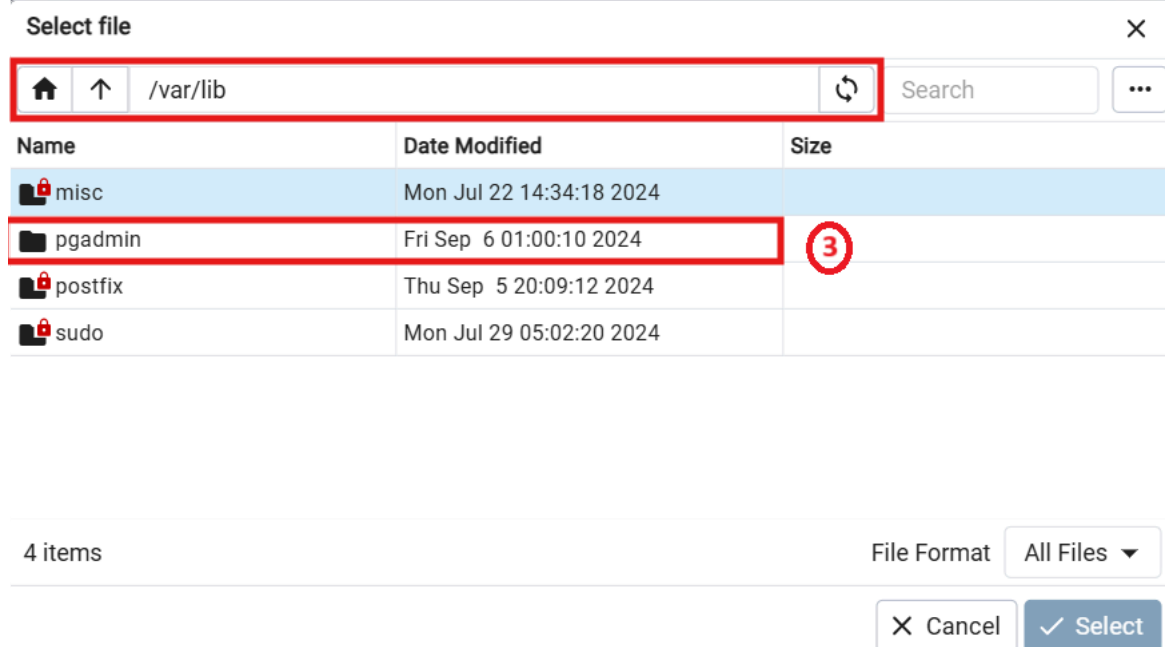 Select file
/var/lib Search
Name Date Modified Size
misc Mon Jul 22 14:34:18 2024
pgadmin Fri Sep  6 01:00:10 2024
3
postfix Thu Sep  5 20:09:12 2024
sudo Mon Jul 29 05:02:20 2024
4 items File Format All Files
Cancel Select